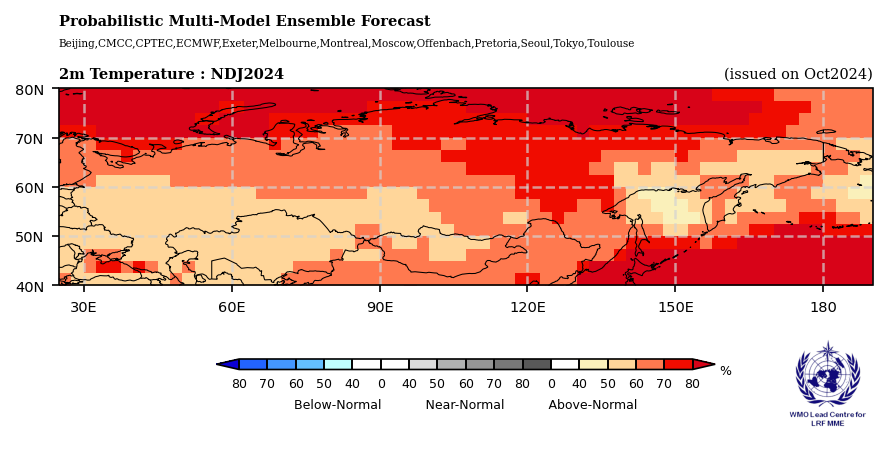 Probabilistic Multi-Model Ensemble Forecast
Beijing,CMCC,CPTEC,ECMWF,Exeter,Melbourne,Montreal,Moscow,Offenbach,Pretoria,Seoul,Tokyo,Toulouse
2m Temperature : NDJ2024 (issued on Oct2024)
80N
70N
60N
50N
40N
30E 60E 90E 120E 150E 180
%
80 70 60 50 40 0 40 50 60 70 80 0 40 50 60 70 80
Below-Normal Near-Normal Above-Normal
WMO Lead Centre for
LRF MME